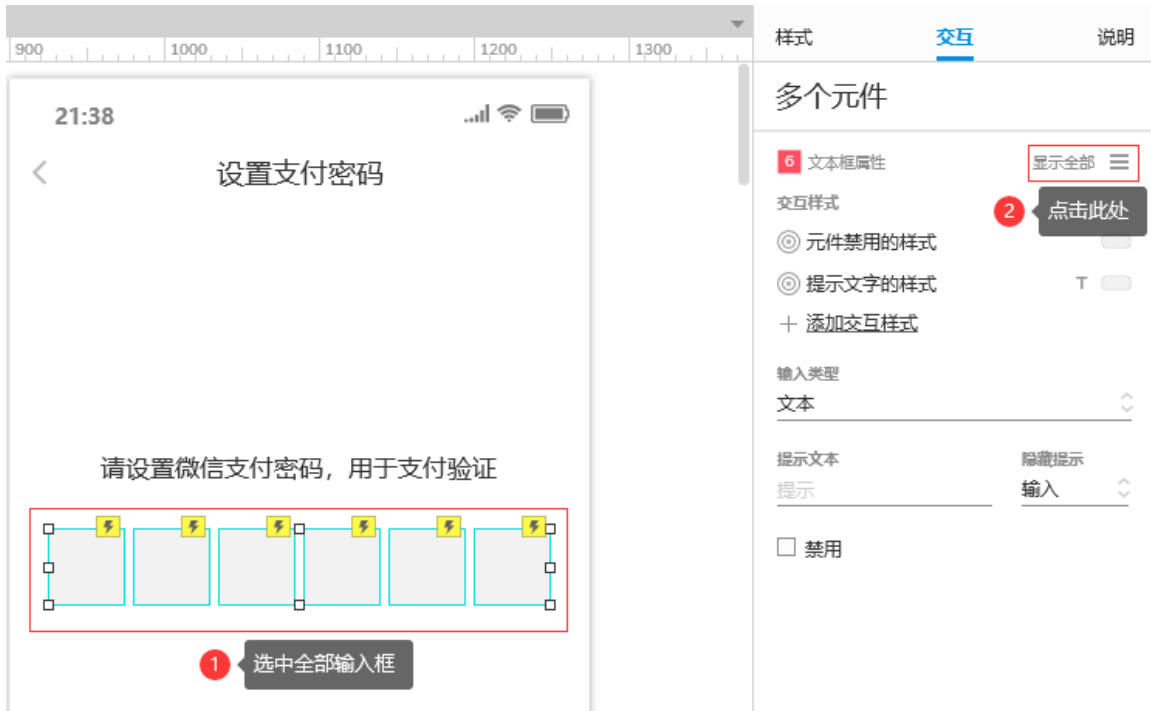 900 1000 1100 1200 1300
样式 交互 说明
多个元件
21:38
设置支付密码
6 文本框属性 显示全部
交互样式
2 点击此处
元件禁用的样式
提示文字的样式 T
添加交互样式
输入类型
文本
提示文本 隐藏提示
提示 输入
禁用
请设置微信支付密码，用于支付验证
1 选中全部输入框